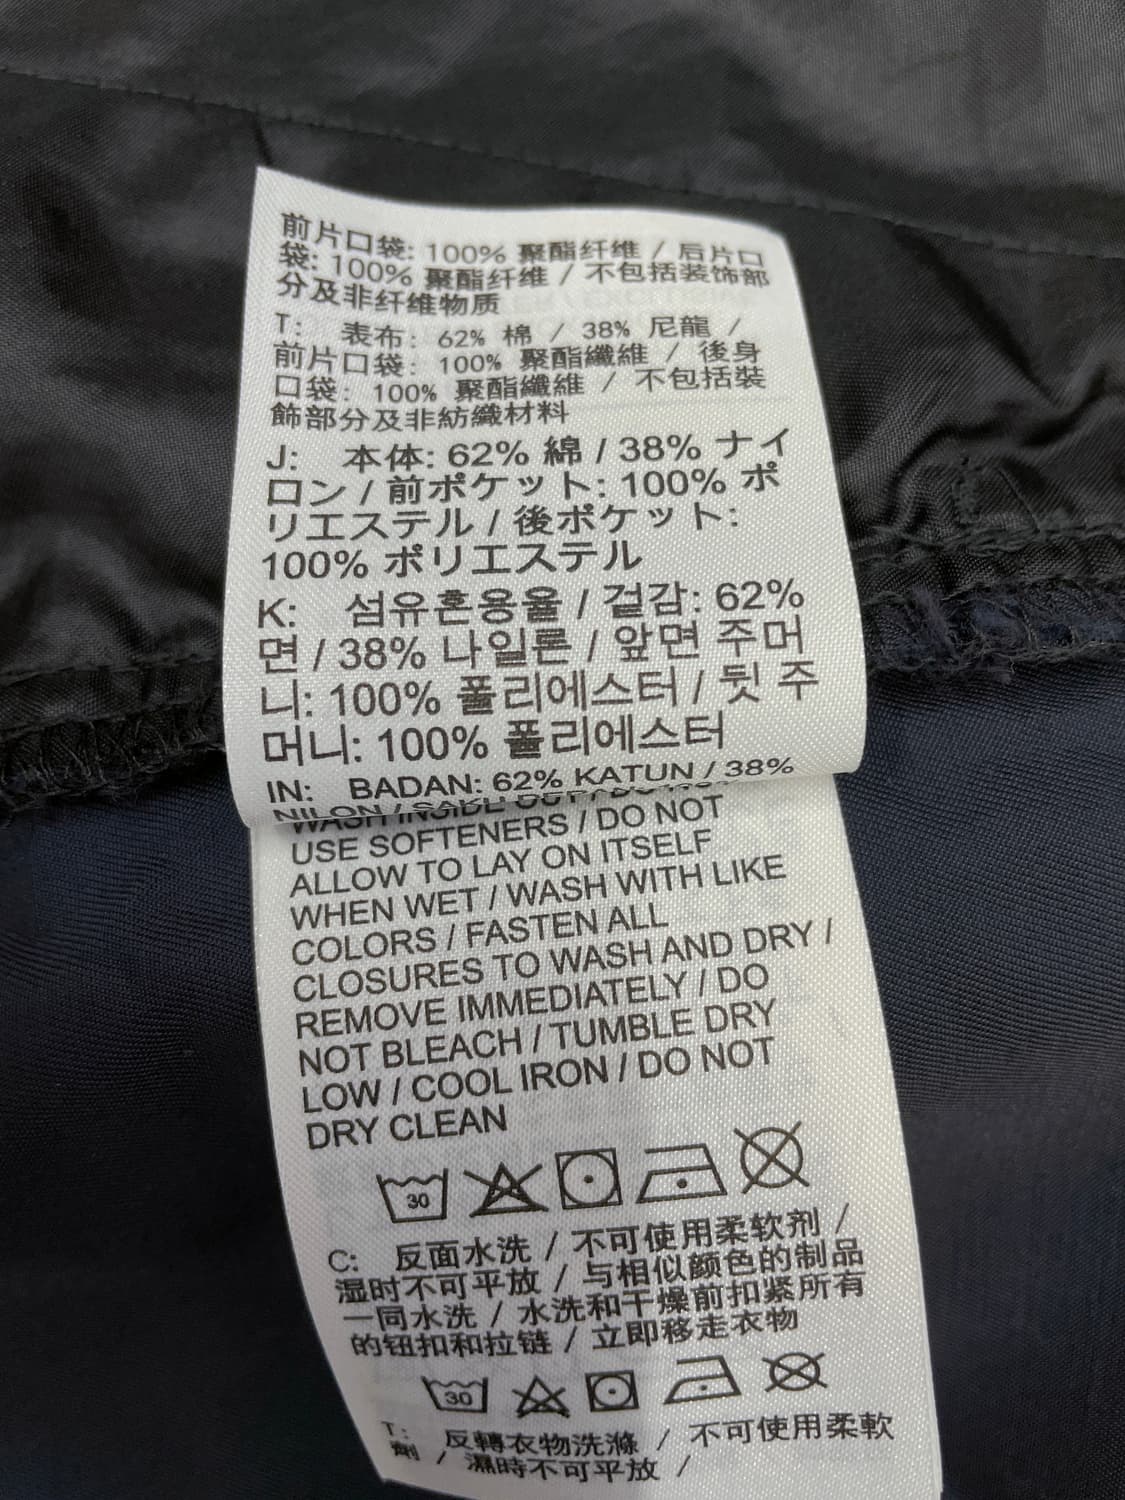 前片口袋: 100% 聚酯纤维 / 后片口
袋: 100% 聚酯纤维 / 不包括装饰部
分及非纤维物质
T: 表布: 62% 棉 / 38% 尼龍 /
前片口袋: 100% 聚酯纖維 / 後身
口袋: 100% 聚酯纖維 / 不包括裝
飾部分及非紡織材料
J: 本体: 62% 綿 / 38% ナイ
ロン / 前ポケット: 100% ポ
リエステル / 後ポケット:
100% ポリエステル
K: 섬유혼용율 / 겉감: 62%
면 / 38% 나일론 / 앞면 주머
니: 100% 폴리에스터 / 뒷 주
머니: 100% 폴리에스터
IN: BADAN: 62% KATUN / 38%
NILON /
WASH INSIDE OUT / DO NOT
USE SOFTENERS / DO NOT
ALLOW TO LAY ON ITSELF
WHEN WET / WASH WITH LIKE
COLORS / FASTEN ALL
CLOSURES TO WASH AND DRY /
REMOVE IMMEDIATELY / DO
NOT BLEACH / TUMBLE DRY
LOW / COOL IRON / DO NOT
DRY CLEAN
30
C: 反面水洗 / 不可使用柔软剂 /
湿时不可平放 / 与相似颜色的制品
一同水洗 / 水洗和干燥前扣紧所有
的钮扣和拉链 / 立即移走衣物
30
T: 反轉衣物洗滌 / 不可使用柔軟
劑 / 濕時不可平放 /